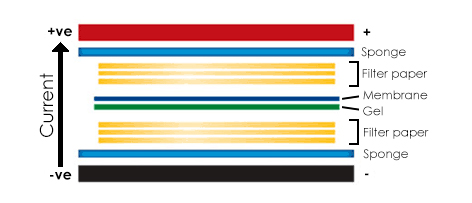 +ve
+
Sponge
Filter paper
Current
Membrane
Gel
Filter paper
Sponge
-ve
-